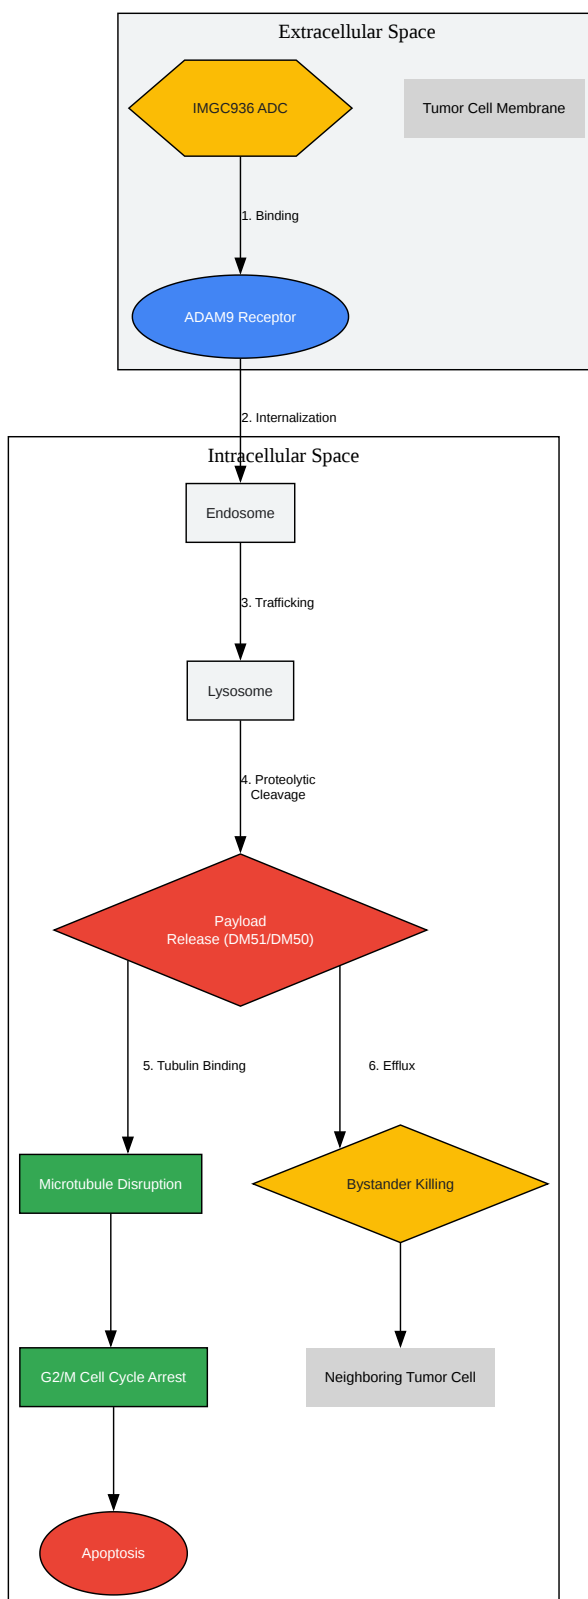 Extracellular Space
IMGC936 ADC
Tumor Cell Membrane
1. Binding
ADAM9 Receptor
2. Internalization
Intracellular Space
Endosome
3. Trafficking
Lysosome
4. Proteolytic
Cleavage
Payload
Release (DM51/DM50)
5. Tubulin Binding
6. Efflux
Microtubule Disruption
Bystander Killing
G2/M Cell Cycle Arrest
Neighboring Tumor Cell
Apoptosis